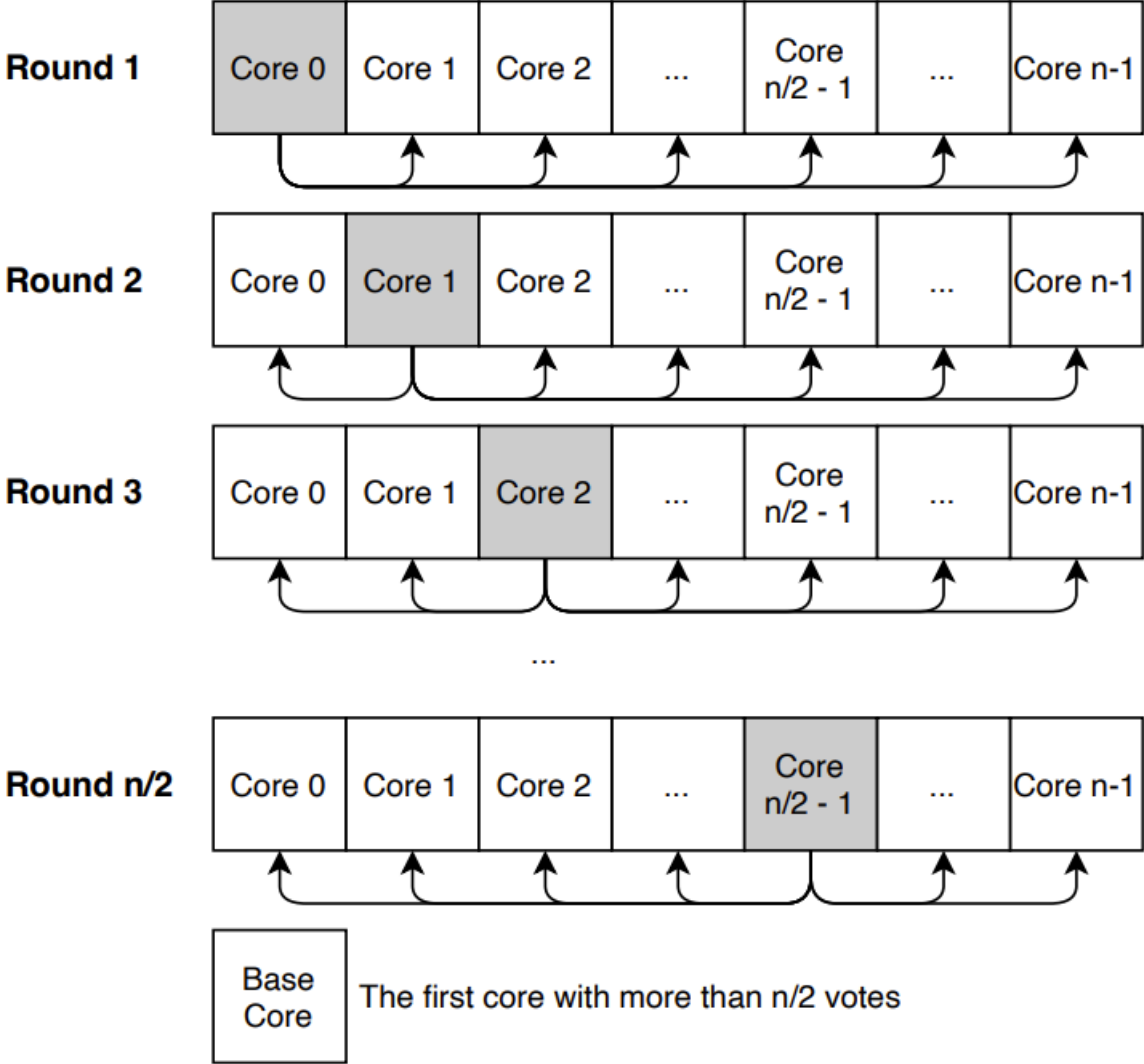 Round 1
Core 0
Core 1
Core 2
...
Core
n/2 - 1
...
Core n-1
Round 2
Core 0
Core 1
Core 2
...
Core
n/2 - 1
...
Core n-1
Round 3
Core 0
Core 1
Core 2
...
Core
n/2 - 1
...
Core n-1
...
Round n/2
Core 0
Core 1
Core 2
...
Core
n/2 - 1
...
Core n-1
Base
Core
The first core with more than n/2 votes